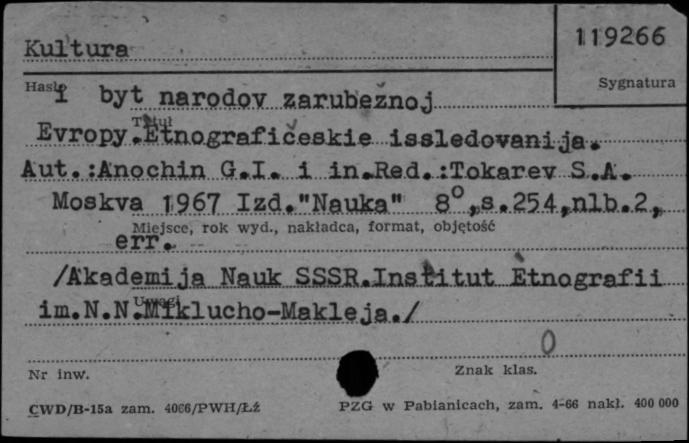 Kultura
119266
Hasło
Sygnatura
i byt narodov zarubežnoj
Tytuł
Evropy.Etnografičeskie issledovanija.
Aut.:Anochin G.I. i in.Red.:Tokarev S.A.
Moskva 1967 Izd."Nauka" 8°,s.254,nlb.2,
Miejsce, rok wyd., nakładca, format, objętość
err.
/Akademija Nauk SSSR.Institut Etnografii
Uwagi
im.N.N.Miklucho-Makleja./
0
Nr inw.
Znak klas.
CWD/B-15a zam. 4066/PWH/Łż
PZG w Pabianicach, zam. 4-66 nakł. 400 000